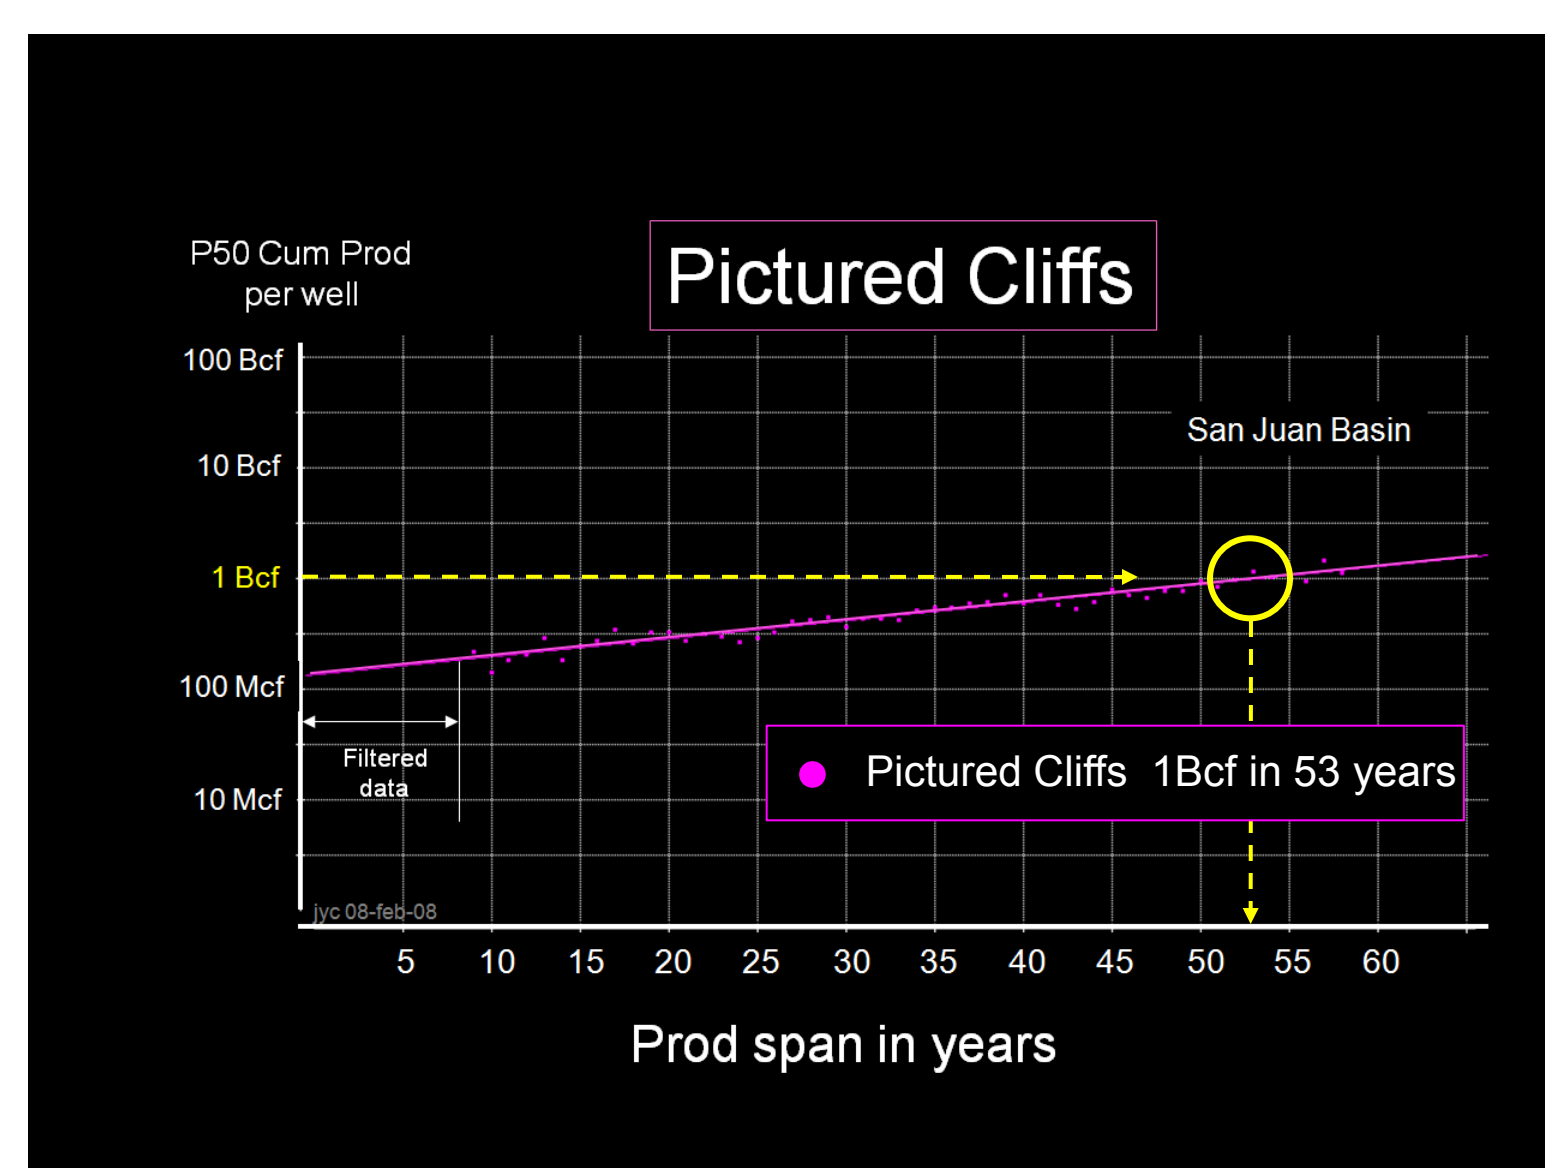 P50 Cum Prod
per well
Pictured Cliffs
100 Bcf
San Juan Basin
10 Bcf
1 Bcf
100 Mcf
Filtered
data
Pictured Cliffs 1Bcf in 53 years
10 Mcf
jyc 08-feb-08
5 10 15 20 25 30 35 40 45 50 55 60
Prod span in years